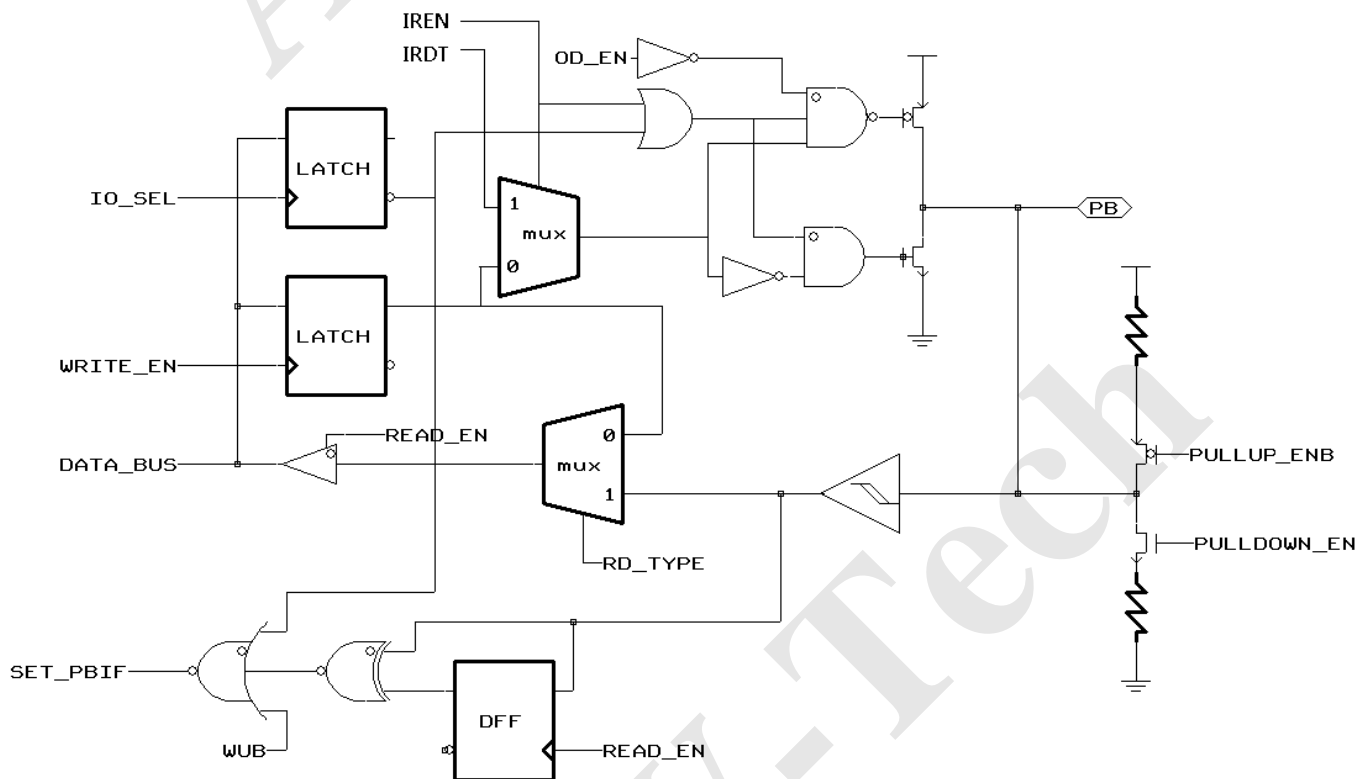 IREN
IRDT
OD_EN
LATCH
IO_SEL
1
mux
0
PB
LATCH
WRITE_EN
READ_EN
0
DATA_BUS
mux
PULLUP_ENB
1
PULLDOWN_EN
RD_TYPE
SET_PBIF
DFF
WUB
READ_EN
-Tech